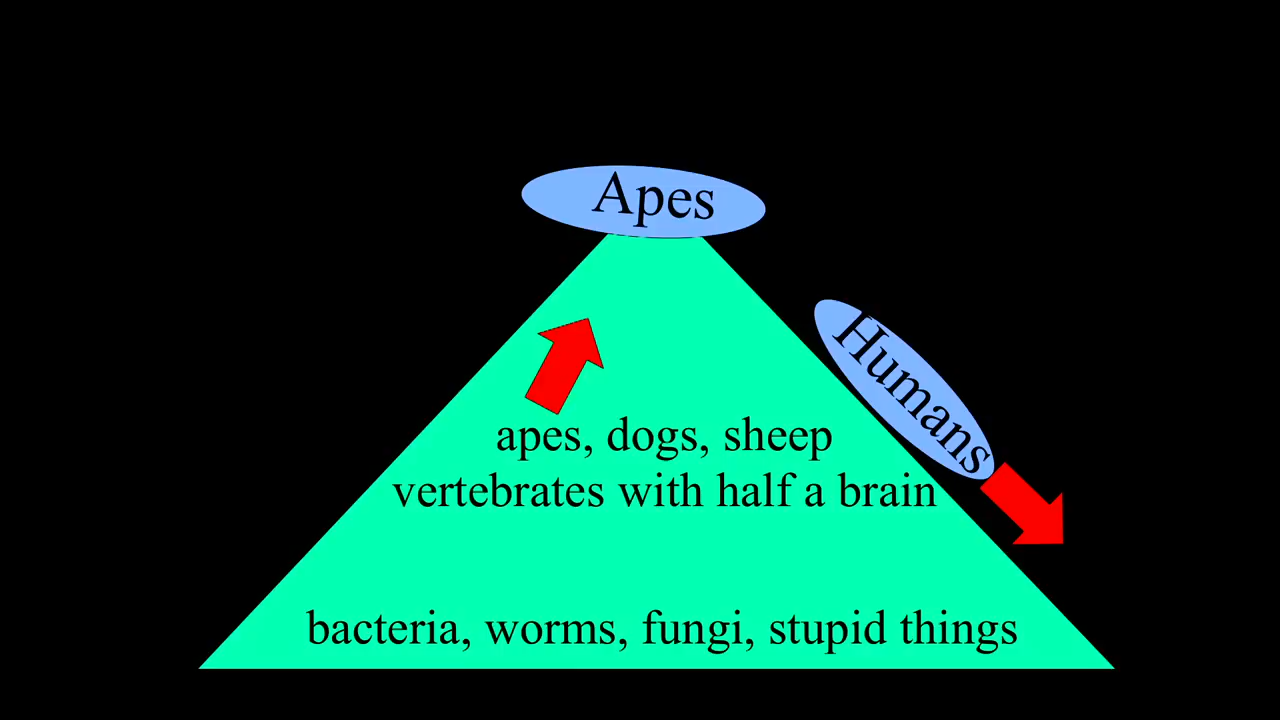 Apes
Humans
apes, dogs, sheep
vertebrates with half a brain
bacteria, worms, fungi, stupid things